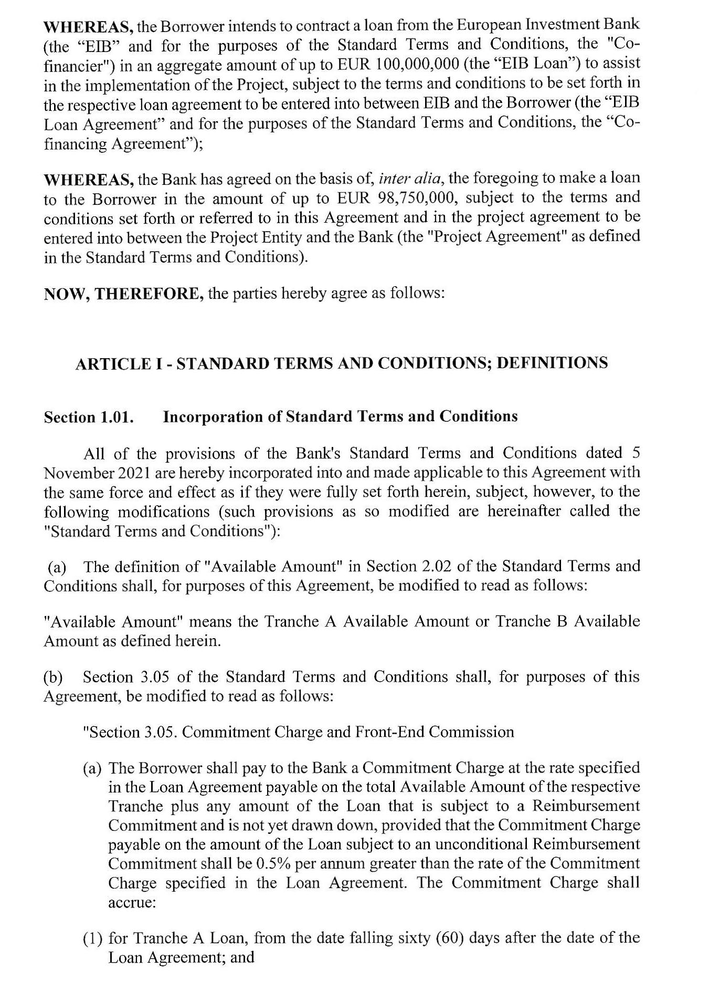 WHEREAS, the Borrower intends to contract a loan from the European Investment Bank
(the “EIB” and for the purposes of the Standard Terms and Conditions, the "Co-
financier") in an aggregate amount of up to EUR 100,000,000 (the “EIB Loan”) to assist
in the implementation of the Project, subject to the terms and conditions to be set forth in
the respective loan agreement to be entered into between EIB and the Borrower (the “EIB
Loan Agreement” and for the purposes of the Standard Terms and Conditions, the “Co-
financing Agreement”);
WHEREAS, the Bank has agreed on the basis of, inter alia, the foregoing to make a loan
to the Borrower in the amount of up to EUR 98,750,000, subject to the terms and
conditions set forth or referred to in this Agreement and in the project agreement to be
entered into between the Project Entity and the Bank (the "Project Agreement" as defined
in the Standard Terms and Conditions).
NOW, THEREFORE, the parties hereby agree as follows:
ARTICLE I - STANDARD TERMS AND CONDITIONS; DEFINITIONS
Section 1.01. Incorporation of Standard Terms and Conditions
All of the provisions of the Bank's Standard Terms and Conditions dated 5
November 2021 are hereby incorporated into and made applicable to this Agreement with
the same force and effect as if they were fully set forth herein, subject, however, to the
following modifications (such provisions as so modified are hereinafter called the
"Standard Terms and Conditions"):
(a) The definition of "Available Amount" in Section 2.02 of the Standard Terms and
Conditions shall, for purposes of this Agreement, be modified to read as follows:
"Available Amount" means the Tranche A Available Amount or Tranche B Available
Amount as defined herein.
(b) Section 3.05 of the Standard Terms and Conditions shall, for purposes of this
Agreement, be modified to read as follows:
"Section 3.05. Commitment Charge and Front-End Commission
(a) The Borrower shall pay to the Bank a Commitment Charge at the rate specified
in the Loan Agreement payable on the total Available Amount of the respective
Tranche plus any amount of the Loan that is subject to a Reimbursement
Commitment and is not yet drawn down, provided that the Commitment Charge
payable on the amount of the Loan subject to an unconditional Reimbursement
Commitment shall be 0.5% per annum greater than the rate of the Commitment
Charge specified in the Loan Agreement. The Commitment Charge shall
accrue:
(1) for Tranche A Loan, from the date falling sixty (60) days after the date of the
Loan Agreement; and